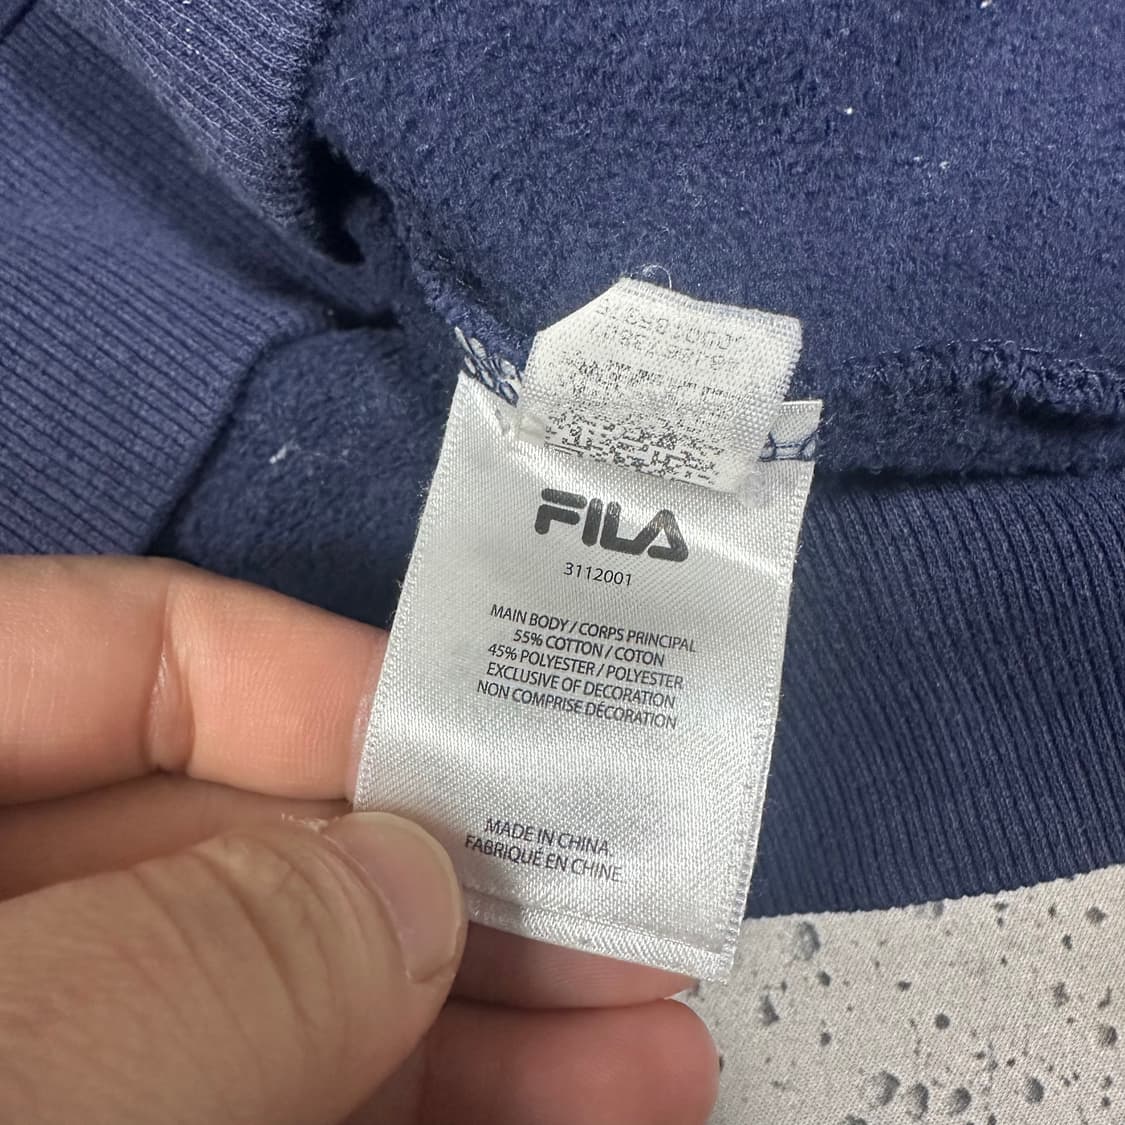 FILA
3112001
MAIN BODY / CORPS PRINCIPAL
55% COTTON / COTON
45% POLYESTER / POLYESTER
EXCLUSIVE OF DECORATION
NON COMPRISE DÉCORATION
MADE IN CHINA
FABRIQUÉ EN CHINE